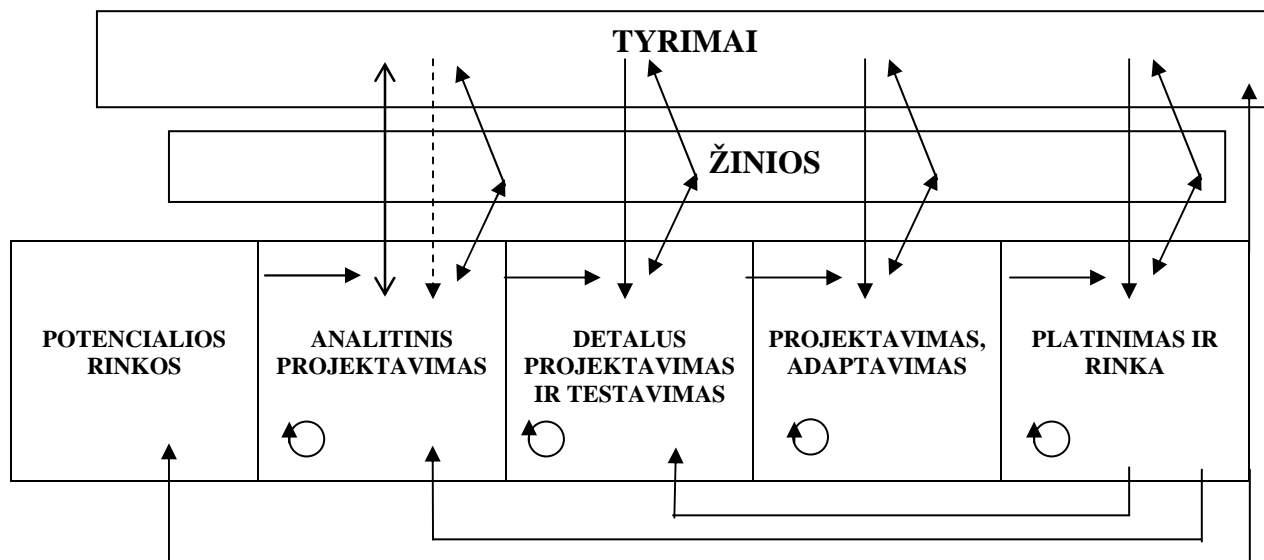 TYRIMAI
ŽINIOS
POTENCIALIOS
RINKOS
ANALITINIS
PROJEKTAVIMAS
DETALUS
PROJEKTAVIMAS
IR TESTAVIMAS
PROJEKTAVIMAS,
ADAPTAVIMAS
PLATINIMAS IR
RINKA